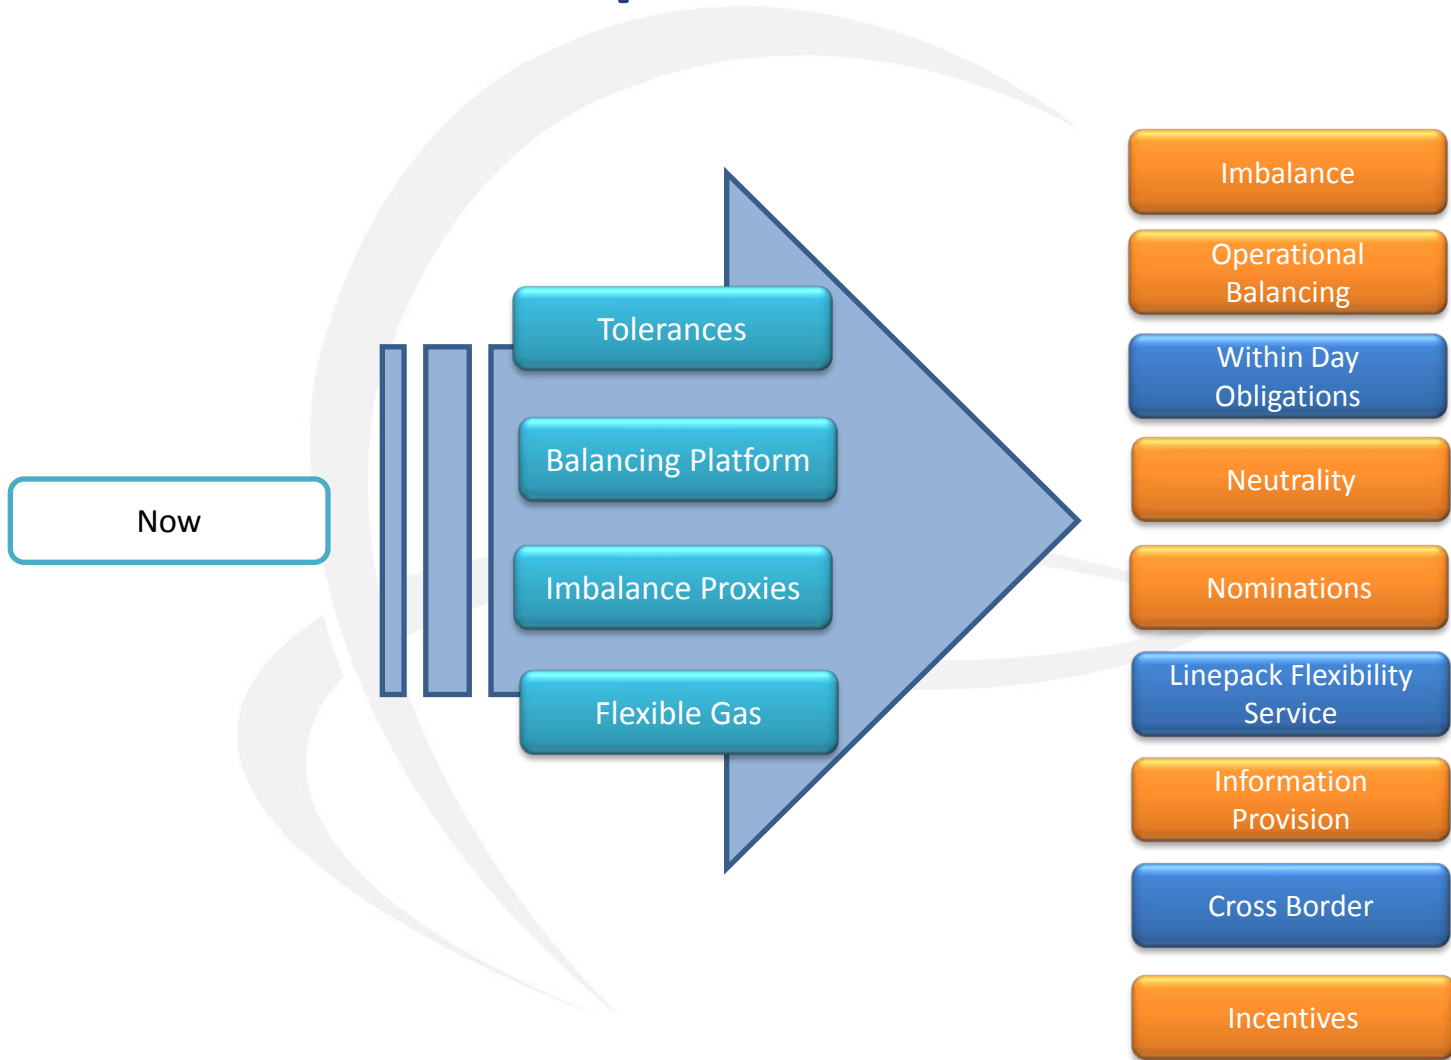 Now
Tolerances
Balancing Platform
Imbalance Proxies
Flexible Gas
Imbalance
Operational
Balancing
Within Day
Obligations
Neutrality
Nominations
Linepack Flexibility
Service
Information
Provision
Cross Border
Incentives